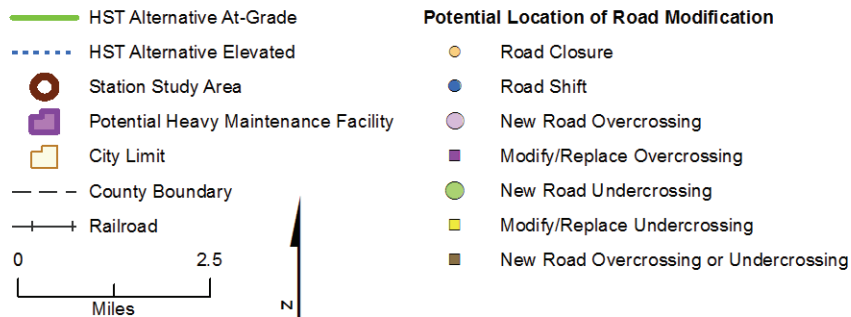 HST Alternative At-Grade
HST Alternative Elevated
Station Study Area
Potential Heavy Maintenance Facility
City Limit
County Boundary
Railroad
0 2.5
Miles
N
Potential Location of Road Modification
Road Closure
Road Shift
New Road Overcrossing
Modify/Replace Overcrossing
New Road Undercrossing
Modify/Replace Undercrossing
New Road Overcrossing or Undercrossing